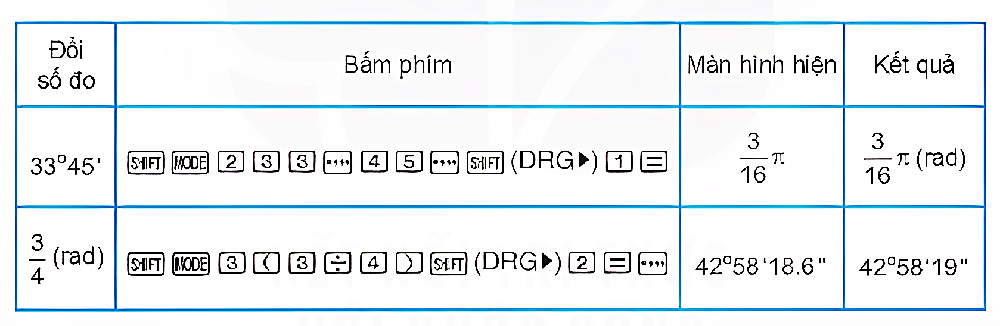 Đổi số đo | Bấm phím | Màn hình hiện | Kết quả
33°45' | SHIFT MODE 2 3 3 °''' 4 5 °''' SHIFT (DRG▶) 1 = | 3/16 π | 3/16 π (rad)
3/4 (rad) | SHIFT MODE 3 ( 3 ÷ 4 ) SHIFT (DRG▶) 2 = °''' | 42°58'18.6" | 42°58'19"